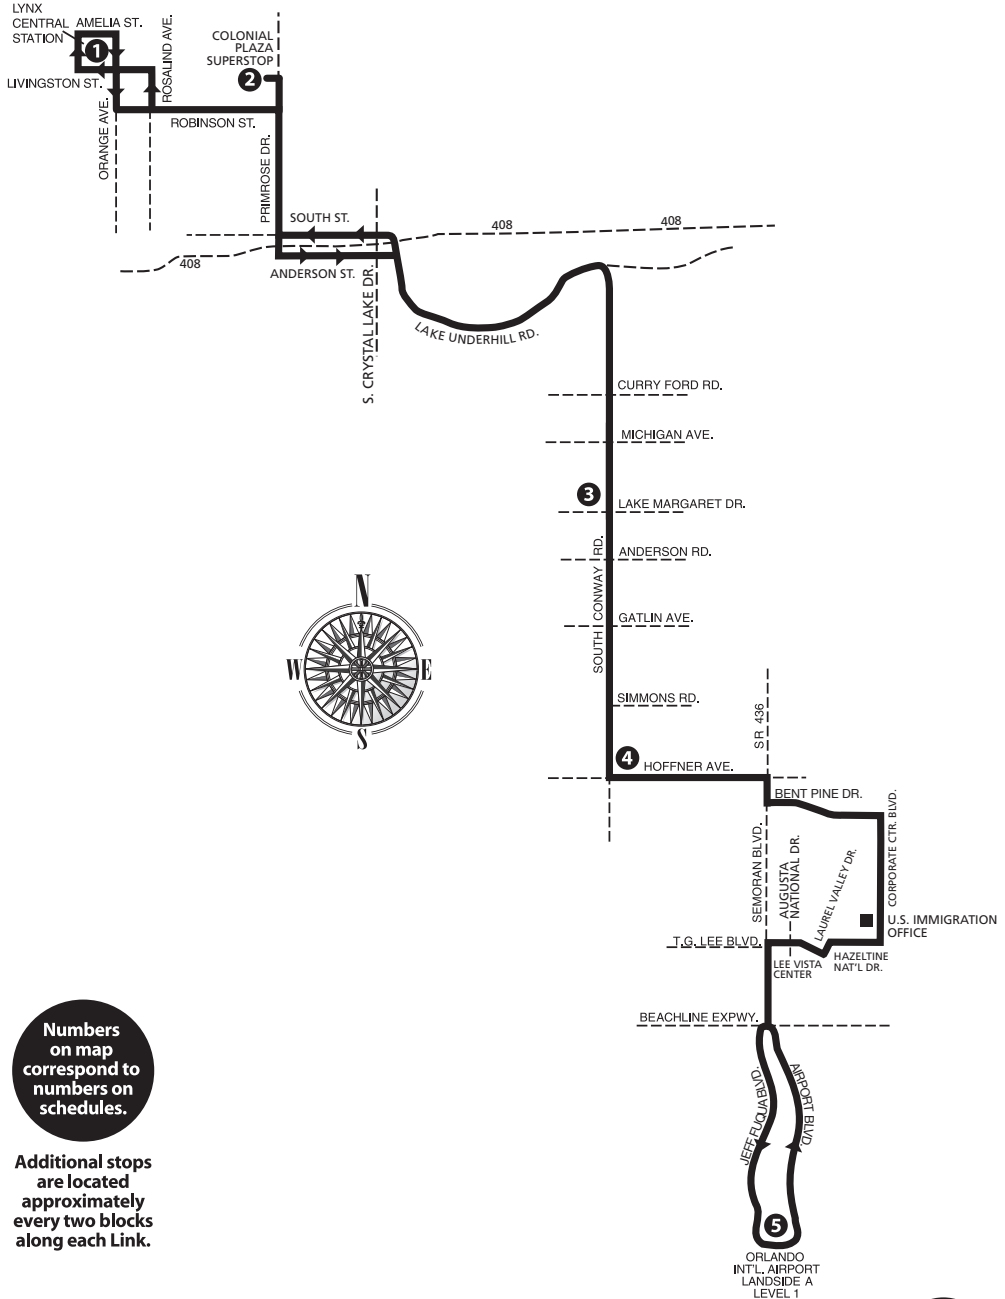 LYNX
CENTRAL
STATION
AMELIA ST.
1
ROSALIND AVE.
COLONIAL
PLAZA
SUPERSTOP
2
LIVINGSTON ST.
ORANGE AVE.
ROBINSON ST.
PRIMROSE DR.
SOUTH ST.
408
408
408
ANDERSON ST.
S. CRYSTAL LAKE DR.
LAKE UNDERHILL RD.
CURRY FORD RD.
MICHIGAN AVE.
3
LAKE MARGARET DR.
ANDERSON RD.
SOUTH CONWAY RD.
GATLIN AVE.
N
W
E
S
SIMMONS RD.
SR 436
4
HOFFNER AVE.
BENT PINE DR.
SEMORAN BLVD.
AUGUSTA
NATIONAL DR.
LAUREL VALLEY DR.
CORPORATE CTR. BLVD.
U.S. IMMIGRATION
OFFICE
T.G. LEE BLVD.
LEE VISTA
CENTER
HAZELTINE
NAT'L DR.
BEACHLINE EXPWY.
JEFF FUQUA BLVD.
AIRPORT BLVD.
5
ORLANDO
INT'L. AIRPORT
LANDSIDE A
LEVEL 1
Numbers
on map
correspond to
numbers on
schedules.
Additional stops
are located
approximately
every two blocks
along each Link.